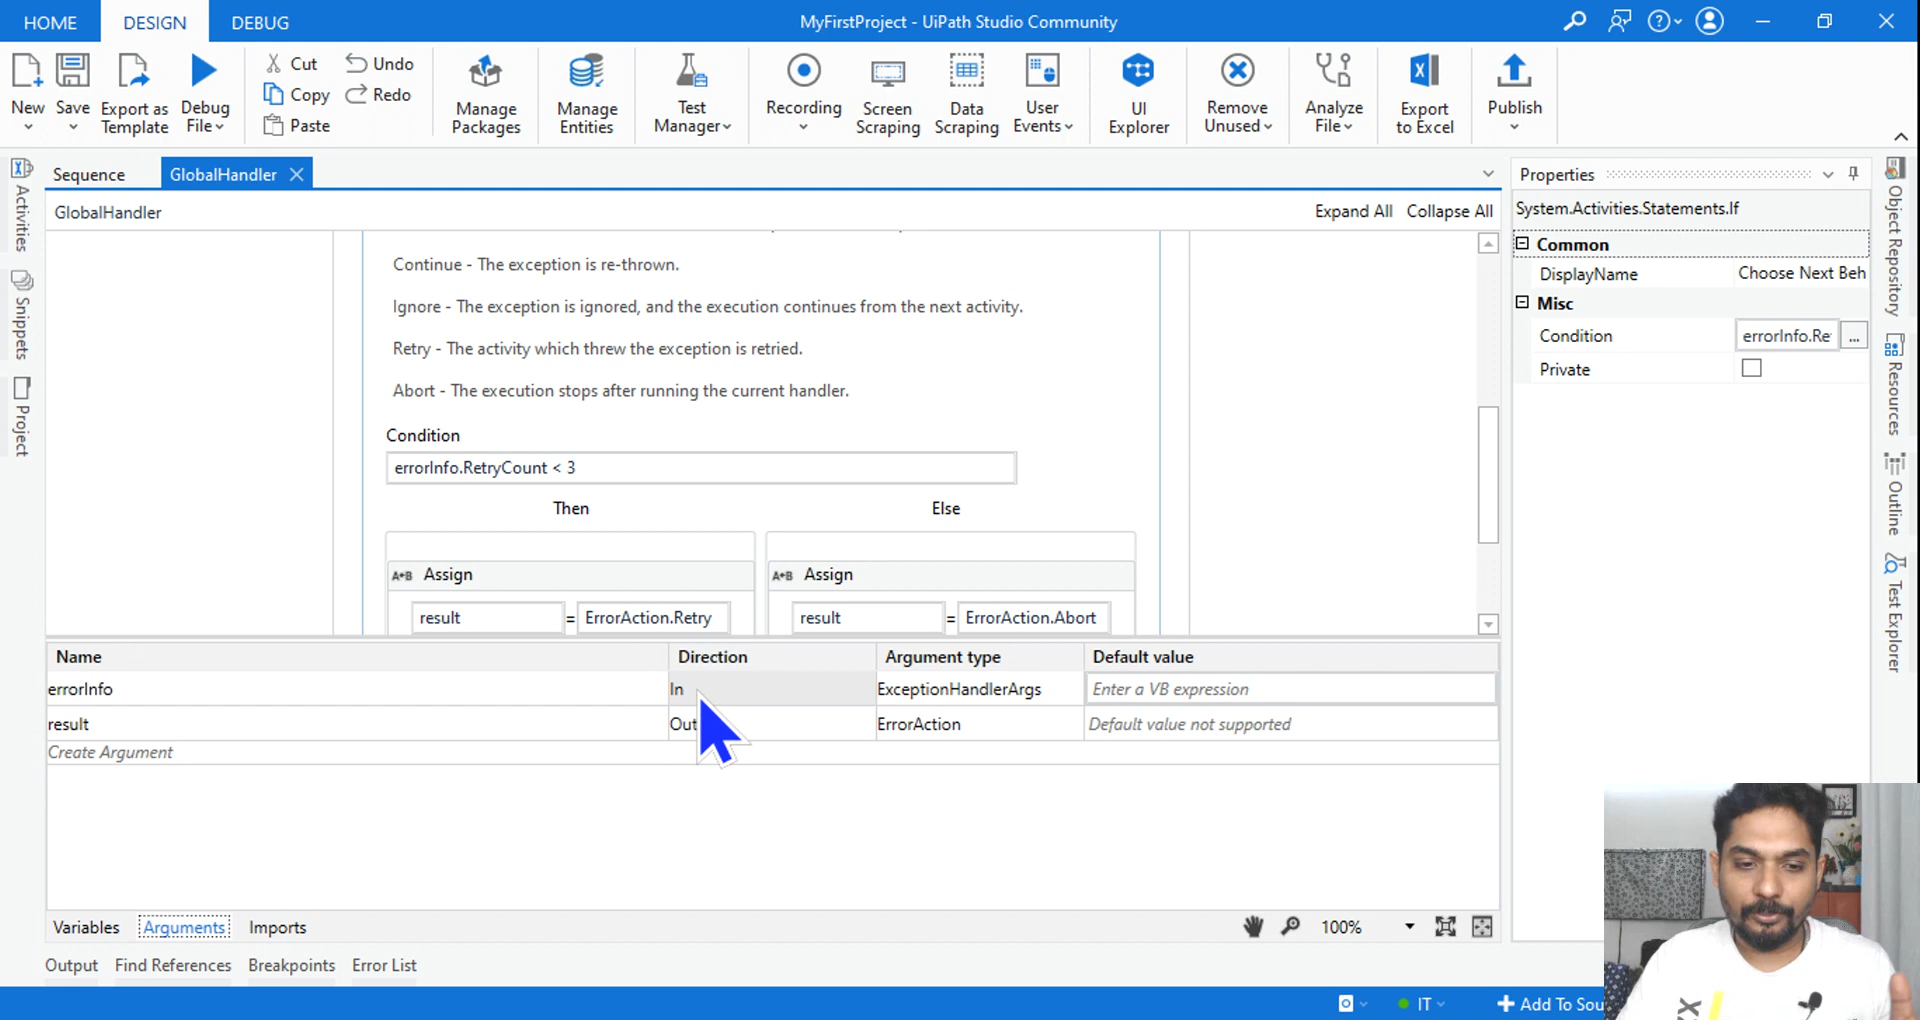 HOME DESIGN DEBUG MyFirstProject - UiPath Studio Community
New Save Export as Template Debug File
Cut Copy Paste Undo Redo
Manage Packages Manage Entities Test Manager Recording Screen Scraping Data Scraping User Events UI Explorer Remove Unused Analyze File Export to Excel Publish
Activities
Snippets
Project
Sequence GlobalHandler
GlobalHandler Expand All Collapse All
Continue - The exception is re-thrown.
Ignore - The exception is ignored, and the execution continues from the next activity.
Retry - The activity which threw the exception is retried.
Abort - The execution stops after running the current handler.
Condition
errorInfo.RetryCount < 3
Then Else
A+B Assign A+B Assign
result = ErrorAction.Retry result = ErrorAction.Abort
Name Direction Argument type Default value
errorInfo In ExceptionHandlerArgs Enter a VB expression
result Out ErrorAction Default value not supported
Create Argument
Variables Arguments Imports 100%
Output Find References Breakpoints Error List
Properties
System.Activities.Statements.If
Common
DisplayName Choose Next Beh
Misc
Condition errorInfo.Re ...
Private
Object Repository
Resources
Outline
Test Explorer
IT Add To Sou